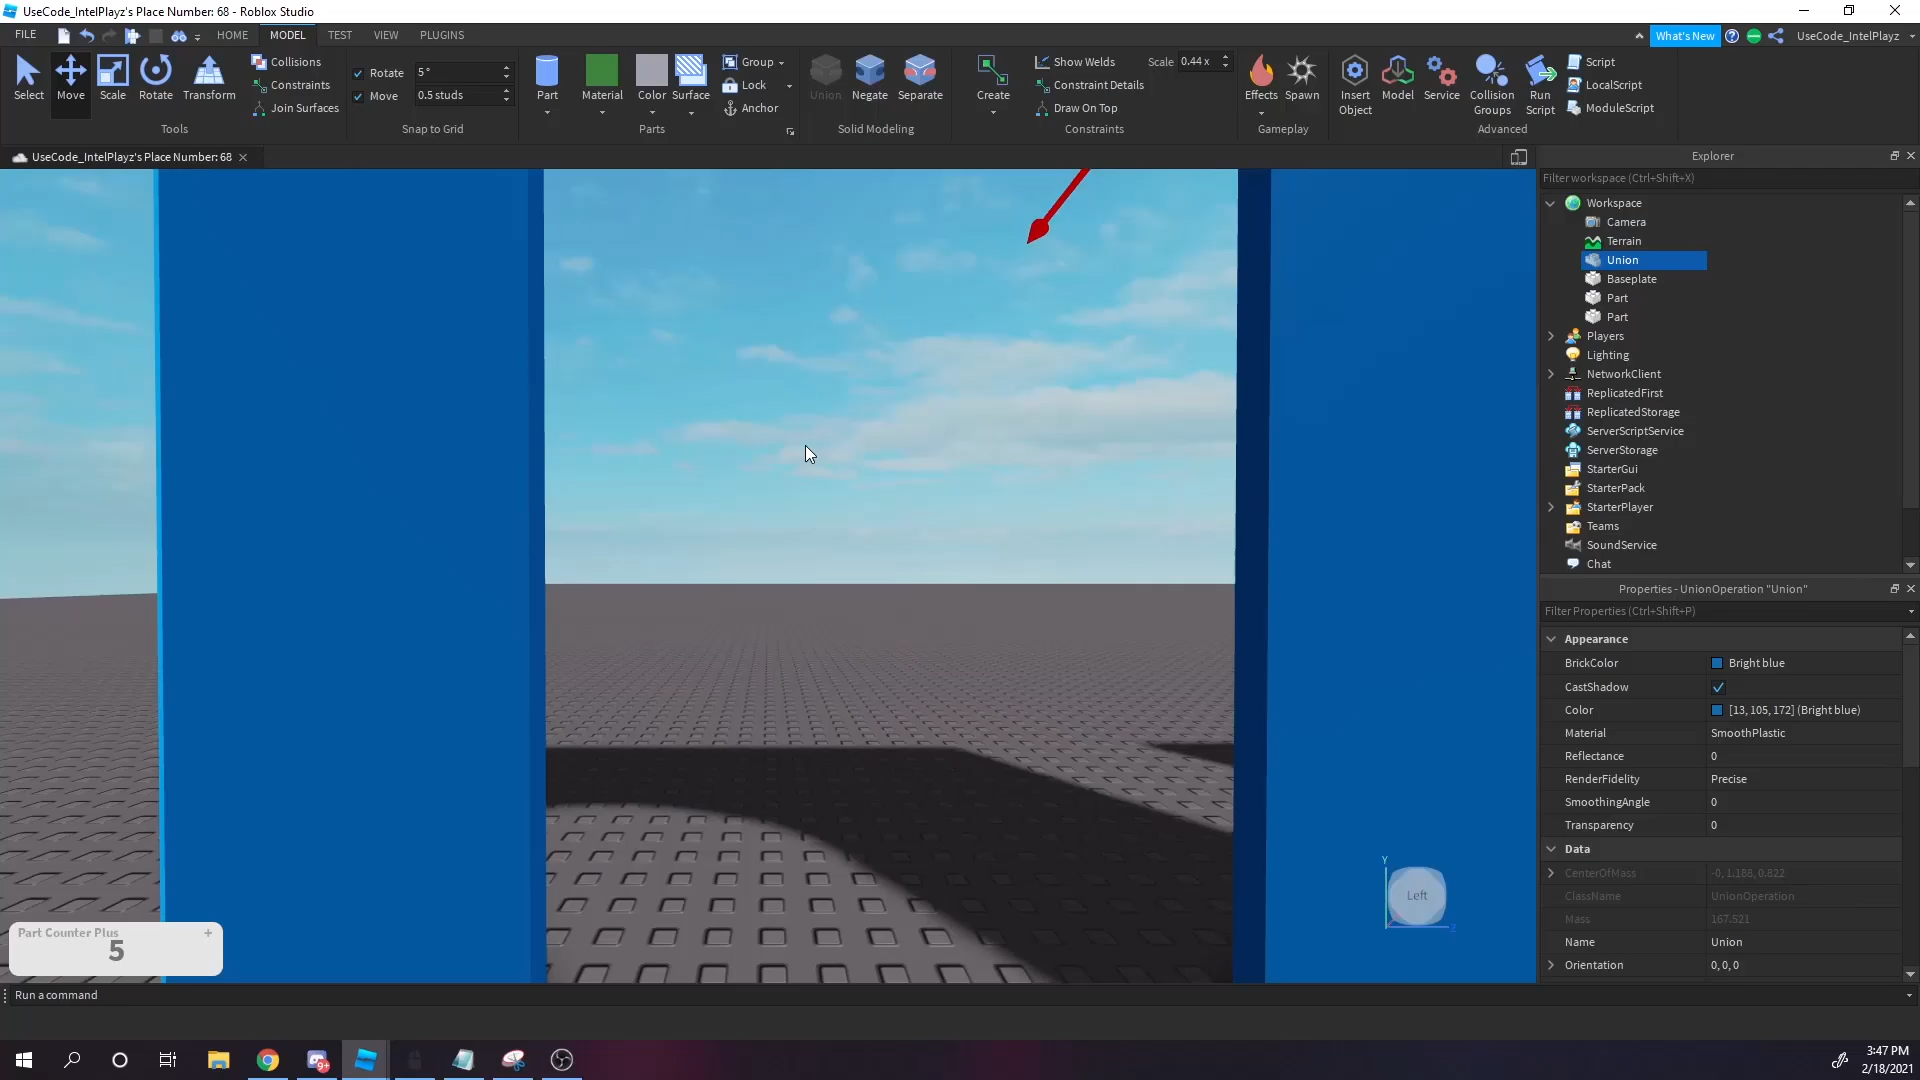 UseCode_IntelPlayz's Place Number: 68 - Roblox Studio
FILE HOME MODEL TEST VIEW PLUGINS What's New UseCode_IntelPlayz
Select Move Scale Rotate Transform
Collisions
Constraints
Join Surfaces
Tools
Rotate 5°
Move 0.5 studs
Snap to Grid
Part Material Color Surface
Group
Lock
Anchor
Parts
Union Negate Separate
Solid Modeling
Create
Show Welds
Scale 0.44 x
Constraint Details
Draw On Top
Constraints
Effects Spawn
Gameplay
Insert Object Model Service Collision Groups Run Script
Script
LocalScript
ModuleScript
Advanced
UseCode_IntelPlayz's Place Number: 68
Explorer
Filter workspace (Ctrl+Shift+X)
Workspace
Camera
Terrain
Union
Baseplate
Part
Part
Players
Lighting
NetworkClient
ReplicatedFirst
ReplicatedStorage
ServerScriptService
ServerStorage
StarterGui
StarterPack
StarterPlayer
Teams
SoundService
Chat
Properties - UnionOperation "Union"
Filter Properties (Ctrl+Shift+P)
Appearance
BrickColor Bright blue
CastShadow
Color [13, 105, 172] (Bright blue)
Material SmoothPlastic
Reflectance 0
RenderFidelity Precise
SmoothingAngle 0
Transparency 0
Data
CenterOfMass -0, 1.188, 0.822
ClassName UnionOperation
Mass 167.521
Name Union
Orientation 0, 0, 0
Y
Left
Z
Part Counter Plus +
5
Run a command
9+
3:47 PM
2/18/2021